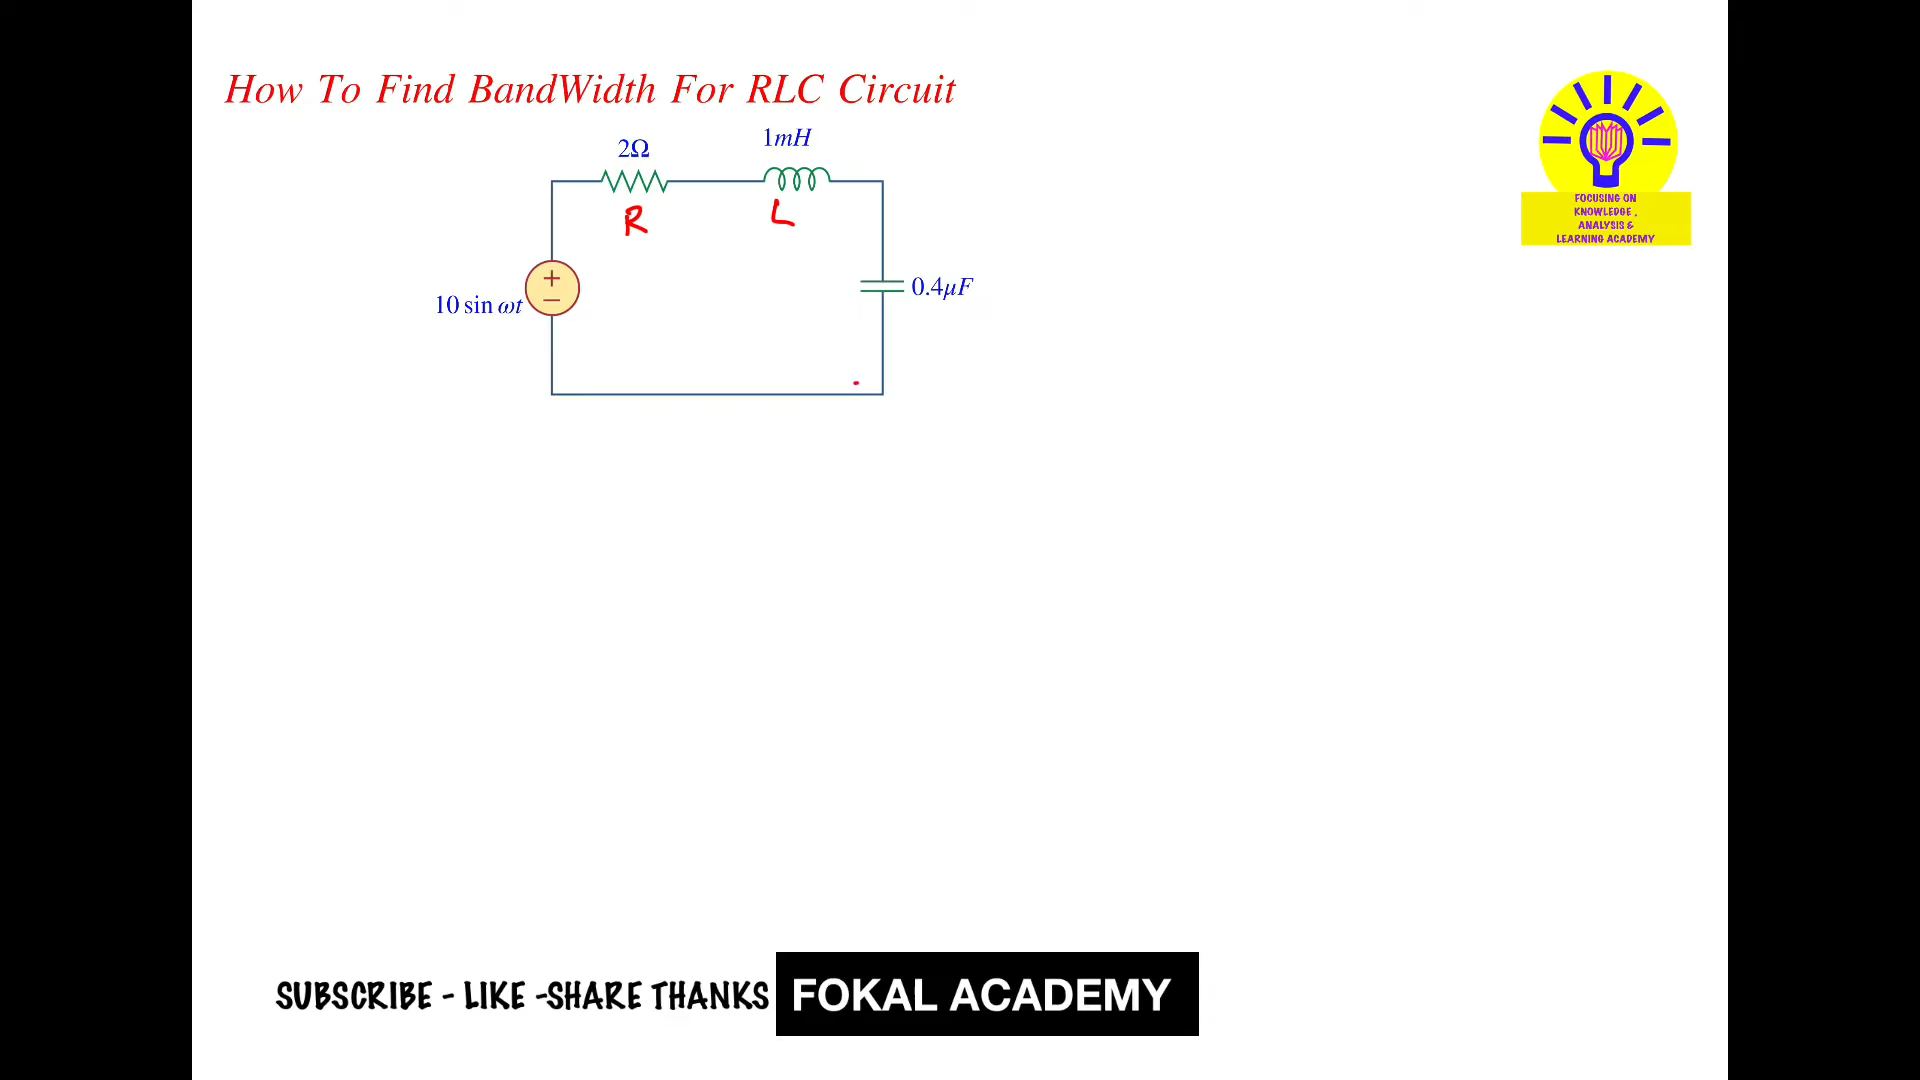 How To Find BandWidth For RLC Circuit
2Ω
1mH
R
L
+
−
10 sin ωt
0.4μF
FOCUSING ON
KNOWLEDGE ,
ANALYSIS &
LEARNING ACADEMY
SUBSCRIBE - LIKE -SHARE THANKS
FOKAL ACADEMY